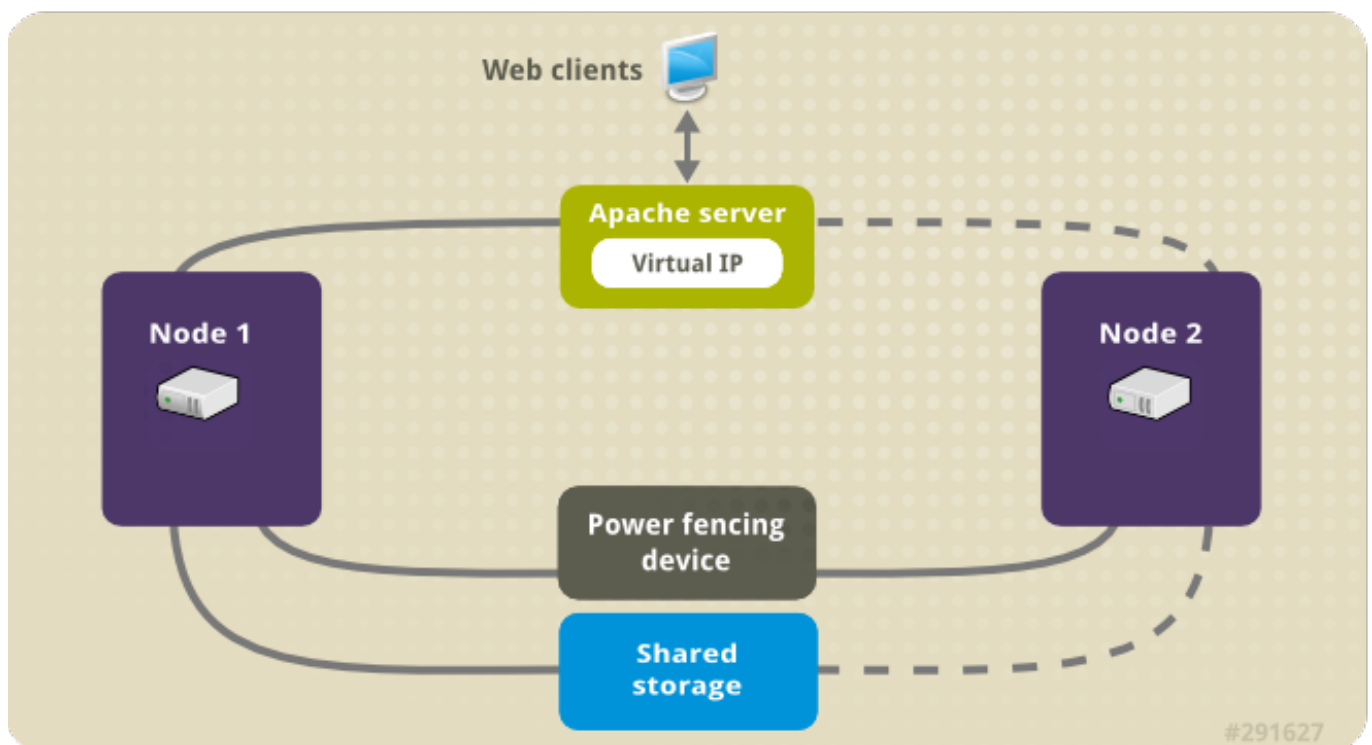 Web clients
Apache server
Virtual IP
Node 1
Node 2
Power fencing
device
Shared
storage
#291627